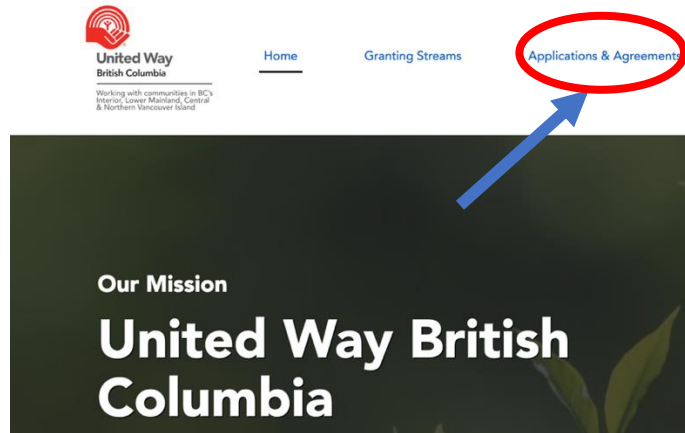 United Way
British Columbia
Working with communities in BC's
Interior, Lower Mainland, Central
& Northern Vancouver Island
Home
Granting Streams
Applications & Agreements
Our Mission
United Way British
Columbia